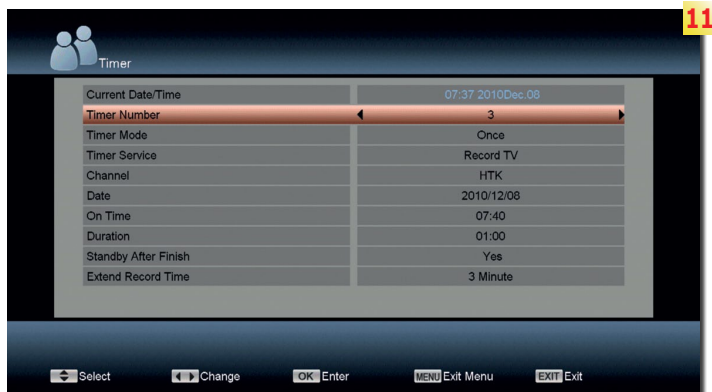 11
Timer
Current Date/Time 07:37 2010Dec.08
Timer Number 3
Timer Mode Once
Timer Service Record TV
Channel HTK
Date 2010/12/08
On Time 07:40
Duration 01:00
Standby After Finish Yes
Extend Record Time 3 Minute
Select Change OK Enter MENU Exit Menu EXIT Exit